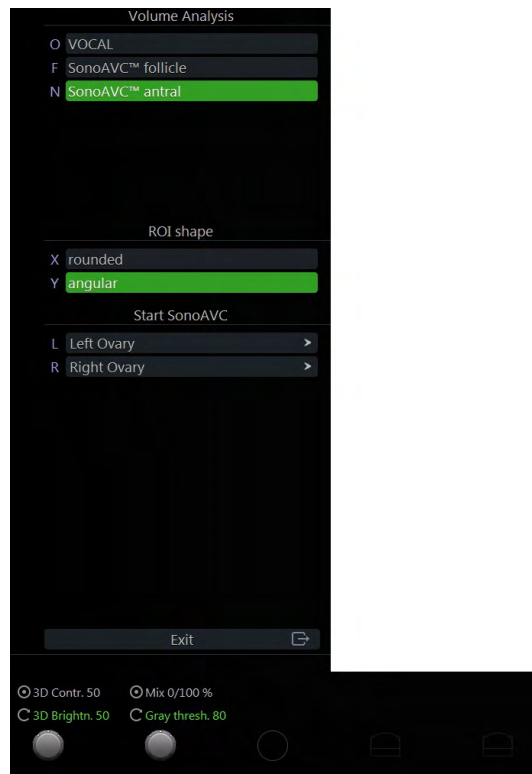 Volume Analysis
O VOCAL
F SonoAVC™ follicle
N SonoAVC™ antral
ROI shape
X rounded
Y angular
Start SonoAVC
L Left Ovary
R Right Ovary
Exit
3D Contr. 50 Mix 0/100 %
3D Brightn. 50 Gray thresh. 80